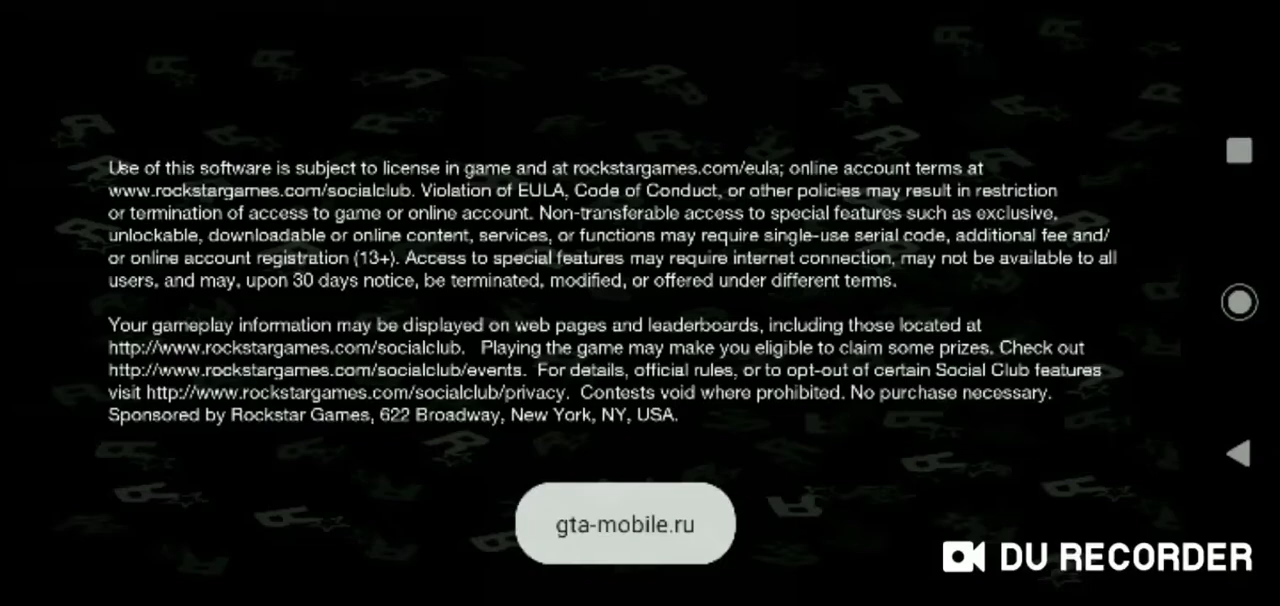 Use of this software is subject to license in game and at rockstargames.com/eula; online account terms at
www.rockstargames.com/socialclub. Violation of EULA, Code of Conduct, or other policies may result in restriction
or termination of access to game or online account. Non-transferable access to special features such as exclusive,
unlockable, downloadable or online content, services, or functions may require single-use serial code, additional fee and/
or online account registration (13+). Access to special features may require internet connection, may not be available to all
users, and may, upon 30 days notice, be terminated, modified, or offered under different terms.
Your gameplay information may be displayed on web pages and leaderboards, including those located at
http://www.rockstargames.com/socialclub. Playing the game may make you eligible to claim some prizes. Check out
http://www.rockstargames.com/socialclub/events. For details, official rules, or to opt-out of certain Social Club features
visit http://www.rockstargames.com/socialclub/privacy. Contests void where prohibited. No purchase necessary.
Sponsored by Rockstar Games, 622 Broadway, New York, NY, USA.
gta-mobile.ru
DU RECORDER